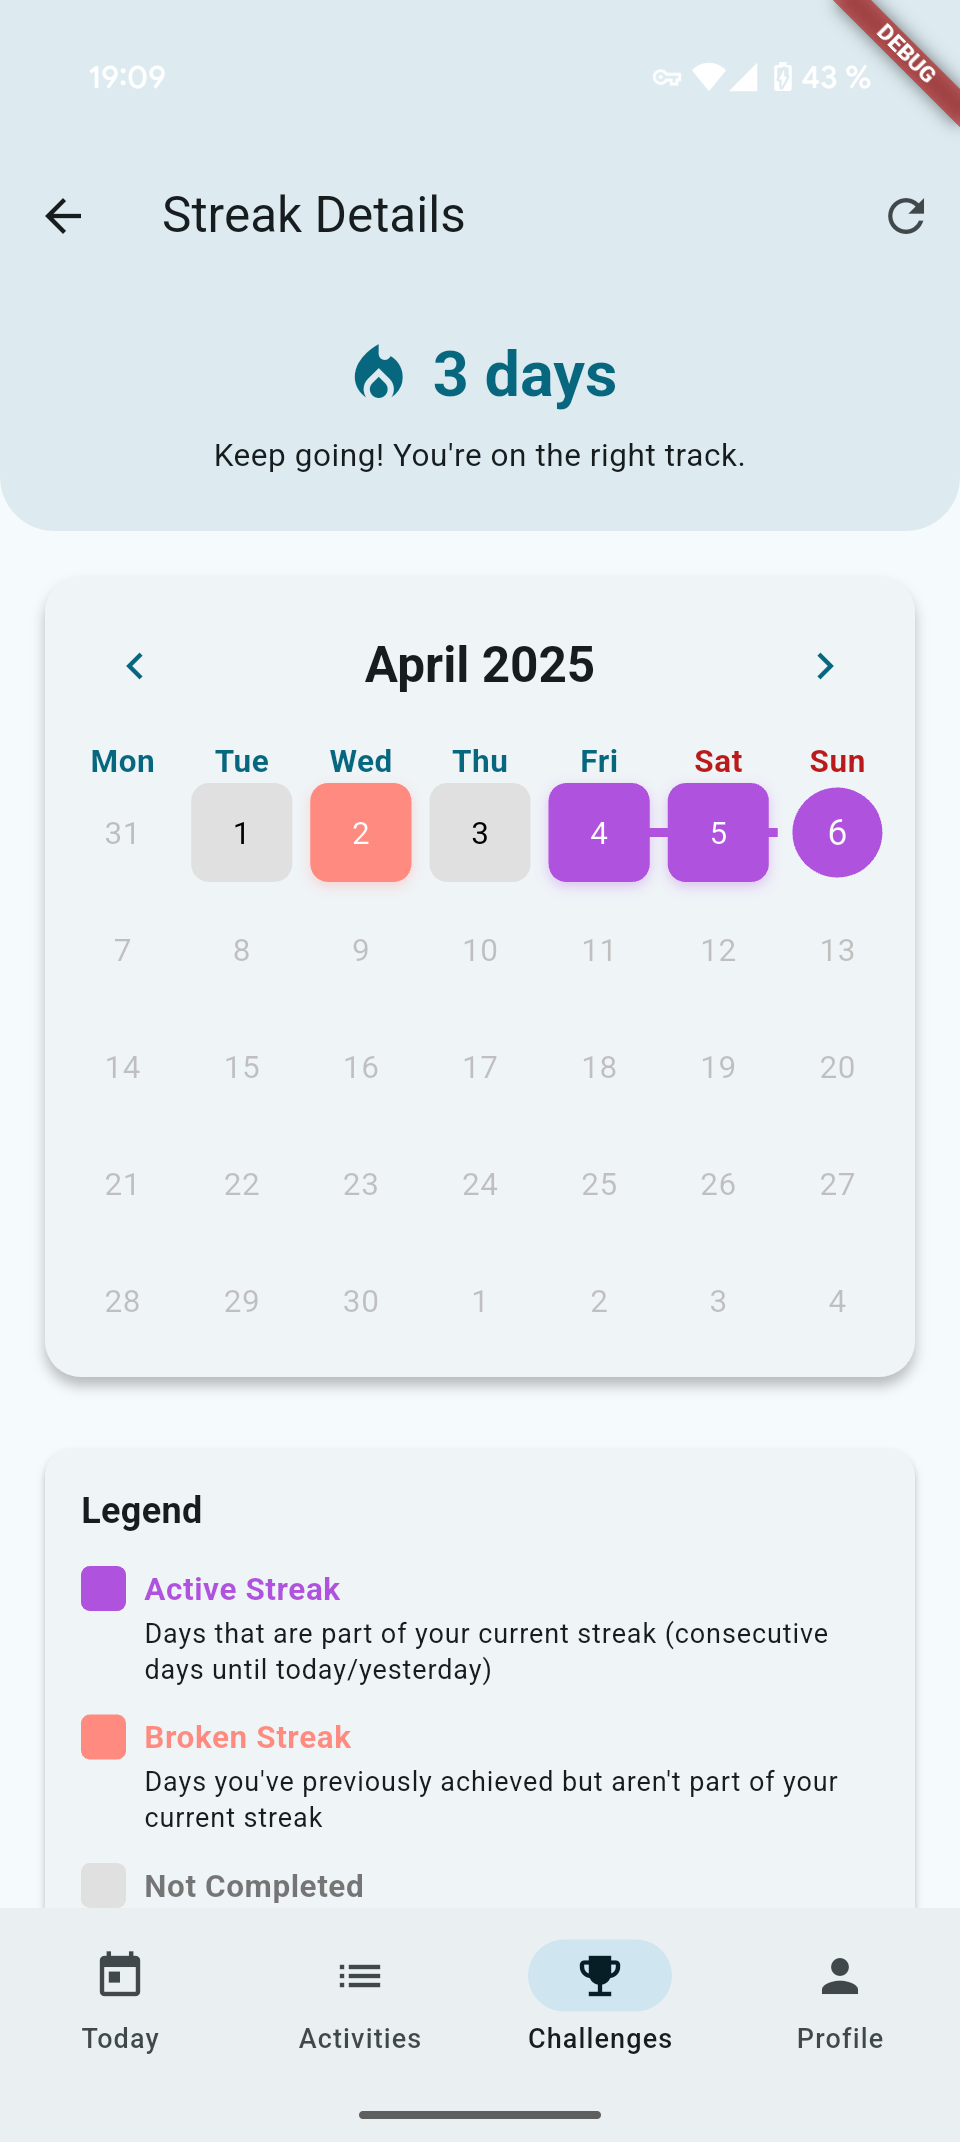 19:09
43 %
DEBUG
Streak Details
3 days
Keep going! You're on the right track.
April 2025
Mon Tue Wed Thu Fri Sat Sun
31 1 2 3 4 5 6
7 8 9 10 11 12 13
14 15 16 17 18 19 20
21 22 23 24 25 26 27
28 29 30 1 2 3 4
Legend
Active Streak
Days that are part of your current streak (consecutive
days until today/yesterday)
Broken Streak
Days you've previously achieved but aren't part of your
current streak
Not Completed
Today Activities Challenges Profile